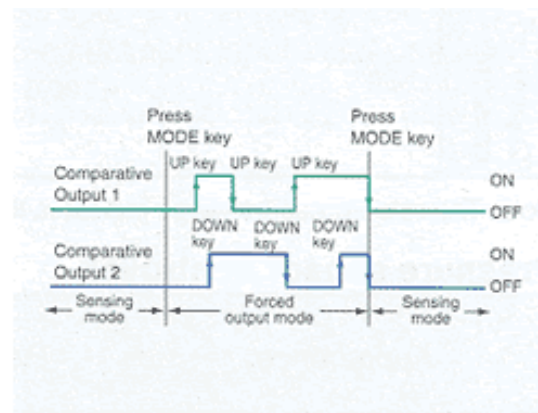 Press
MODE key
Press
MODE key
UP key UP key UP key
Comparative
Output 1
ON
OFF
DOWN
key
DOWN
key
DOWN
key
Comparative
Output 2
ON
OFF
Sensing
mode
Forced
output mode
Sensing
mode